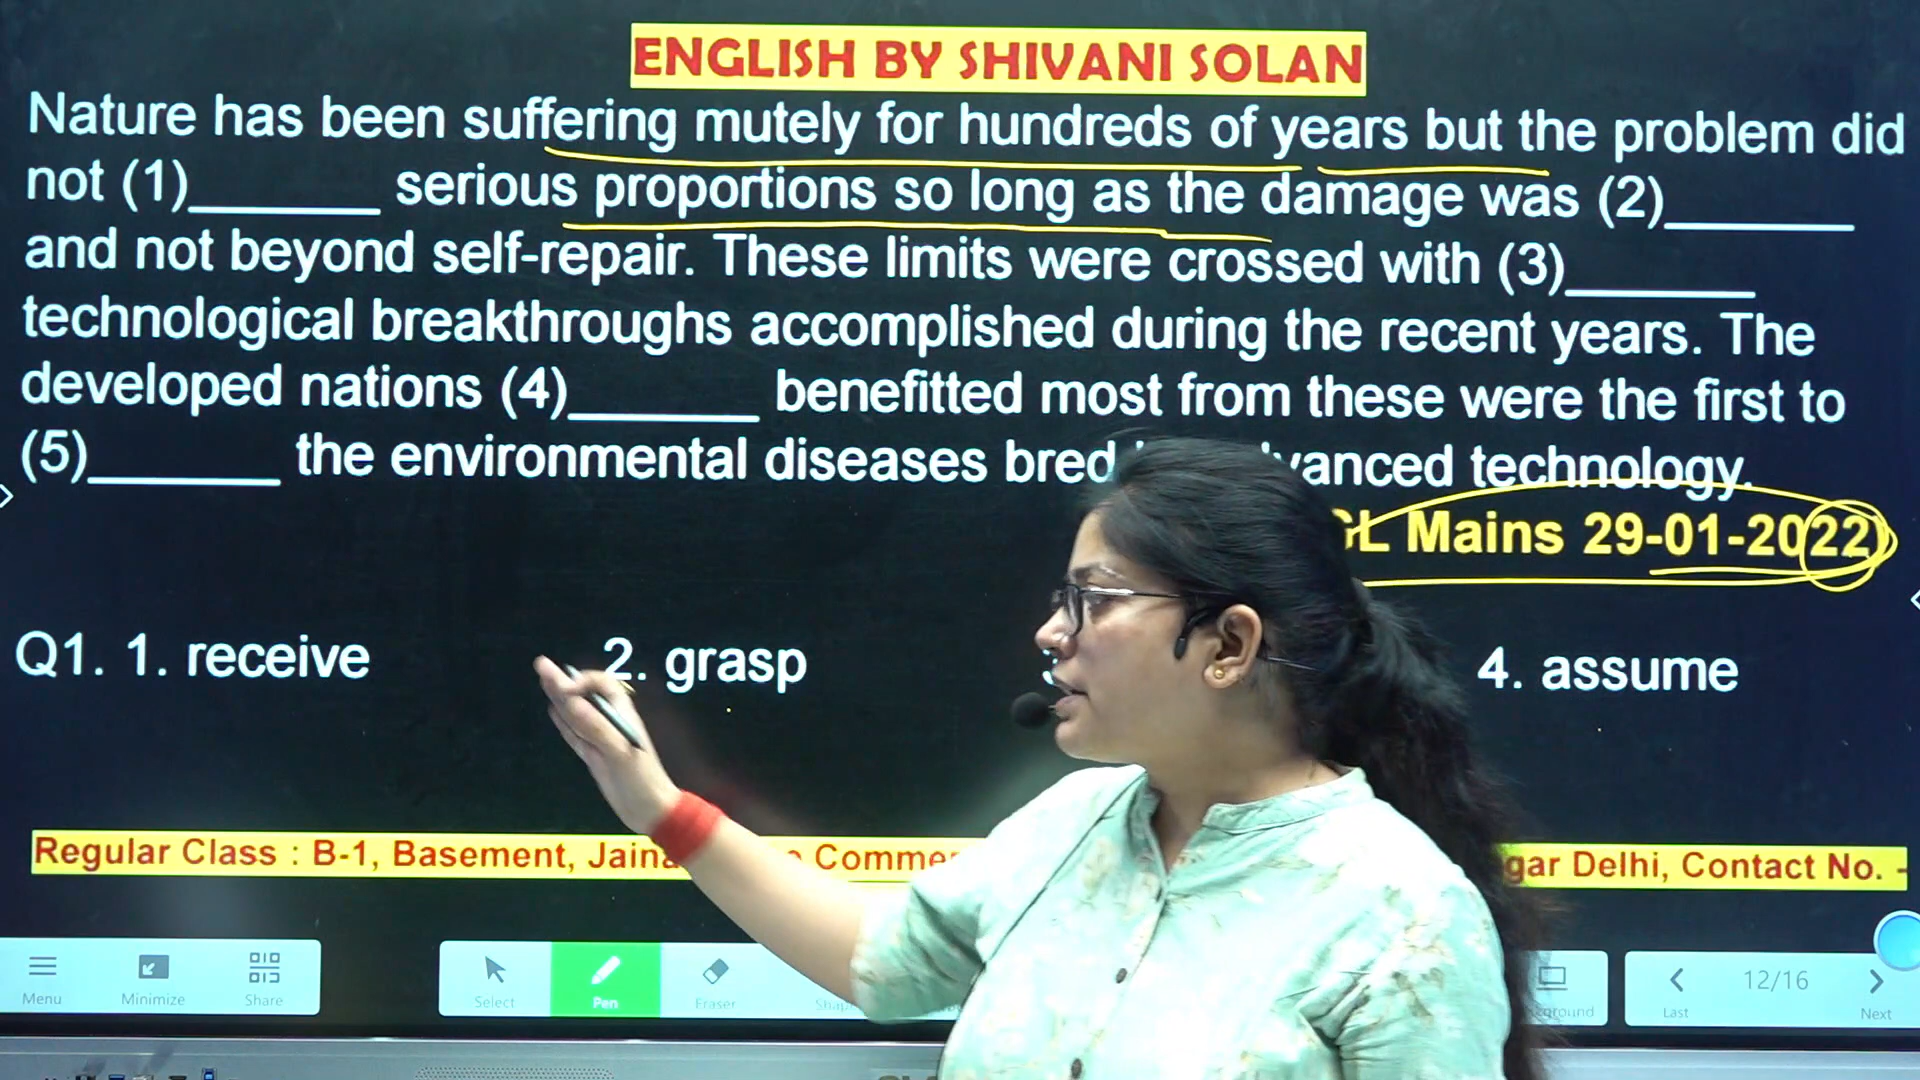 ENGLISH BY SHIVANI SOLAN
Nature has been suffering mutely for hundreds of years but the problem did
not (1)_______ serious proportions so long as the damage was (2)_______
and not beyond self-repair. These limits were crossed with (3)_______
technological breakthroughs accomplished during the recent years. The
developed nations (4)_______ benefitted most from these were the first to
(5)_______ the environmental diseases bred technology.
Mains 29-01-2022)
Q1. 1. receive 2. grasp 4. assume
Regular Class : B-1, Basement, Delhi, Contact No. -
Menu Minimize Share Select Pen Eraser 12/16 Last Next